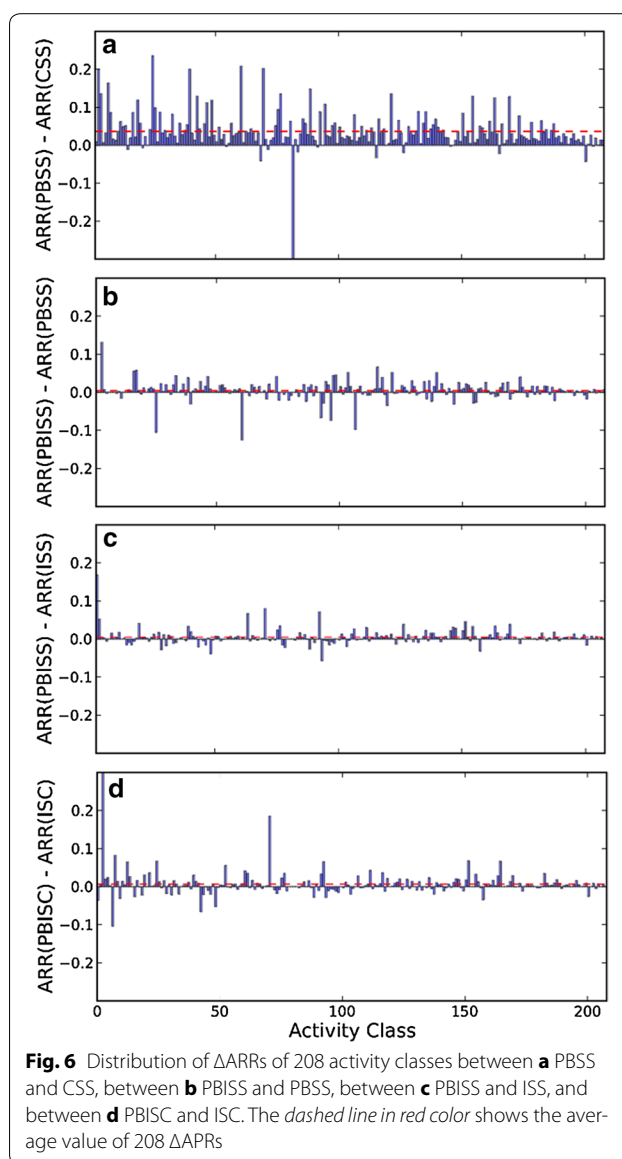 a
ARR(PBSS) - ARR(CSS)
0.2
0.1
0.0
−0.1
−0.2
b
ARR(PBISS) - ARR(PBSS)
0.2
0.1
0.0
−0.1
−0.2
c
ARR(PBISS) - ARR(ISS)
0.2
0.1
0.0
−0.1
−0.2
d
ARR(PBISC) - ARR(ISC)
0.2
0.1
0.0
−0.1
−0.2
0 50 100 150 200
Activity Class
Fig. 6 Distribution of ΔARRs of 208 activity classes between a PBSS
and CSS, between b PBISS and PBSS, between c PBISS and ISS, and
between d PBISC and ISC. The dashed line in red color shows the aver-
age value of 208 ΔAPRs